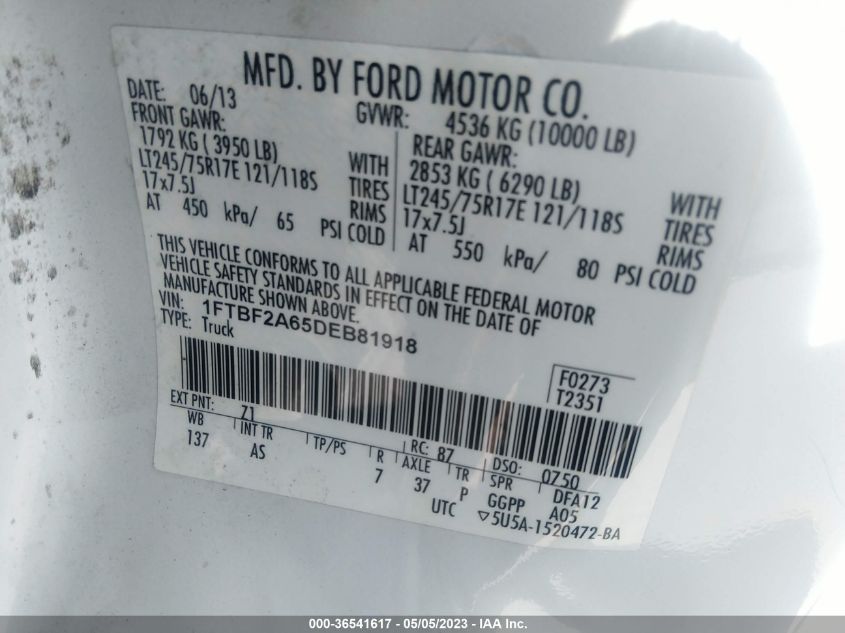 MFD. BY FORD MOTOR CO.
DATE: 06/13 GVWR: 4536 KG (10000 LB)
FRONT GAWR: REAR GAWR:
1792 KG ( 3950 LB) WITH 2853 KG ( 6290 LB) WITH
LT245/75R17E 121/118S TIRES LT245/75R17E 121/118S TIRES
17x7.5J RIMS 17x7.5J RIMS
AT 450 kPa/ 65 PSI COLD AT 550 kPa/ 80 PSI COLD
THIS VEHICLE CONFORMS TO ALL APPLICABLE FEDERAL MOTOR
VEHICLE SAFETY STANDARDS IN EFFECT ON THE DATE OF
MANUFACTURE SHOWN ABOVE.
VIN: 1FTBF2A65DEB81918
TYPE: Truck
F0273
T2351
EXT PNT: Z1 RC: 87 DSO: 0750
WB INT TR TP/PS R AXLE TR SPR DFA12
137 AS 7 37 P GGPP A05
UTC ▽5U5A-1520472-BA
000-36541617 - 05/05/2023 - IAA Inc.